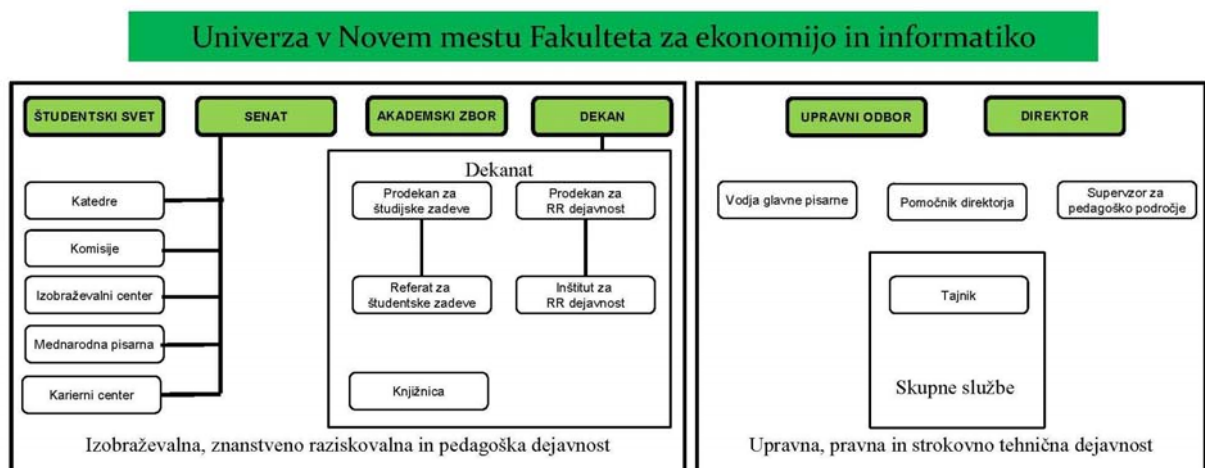 Univerza v Novem mestu Fakulteta za ekonomijo in informatiko
ŠTUDENTSKI SVET
SENAT
AKADEMSKI ZBOR
DEKAN
Katedre
Komisije
Izobraževalni center
Mednarodna pisarna
Karierni center
Dekanat
Prodekan za
študijske zadeve
Prodekan za
RR dejavnost
Referat za
študentske zadeve
Inštitut za
RR dejavnost
Knjižnica
Izobraževalna, znanstveno raziskovalna in pedagoška dejavnost
UPRAVNI ODBOR
DIREKTOR
Vodja glavne pisarne
Pomočnik direktorja
Supervzor za
pedagoško področje
Tajnik
Skupne službe
Upravna, pravna in strokovno tehnična dejavnost